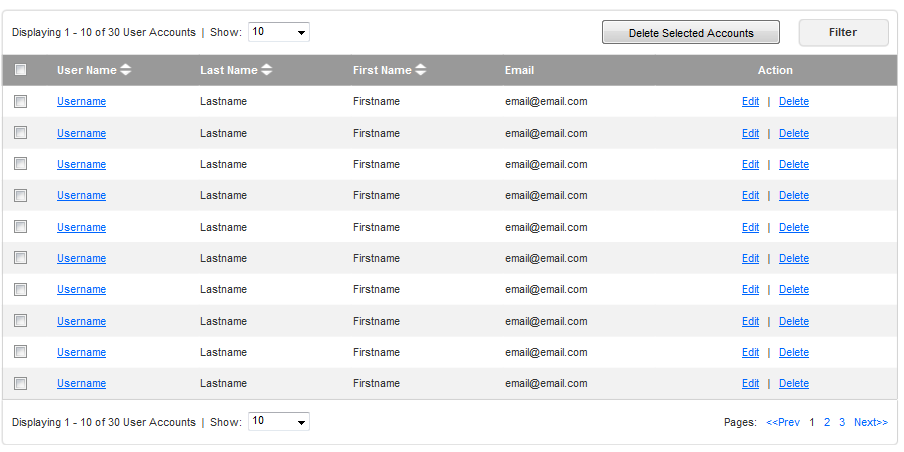 Displaying 1 - 10 of 30 User Accounts | Show: 10 Delete Selected Accounts Filter
User Name Last Name First Name Email Action
Username Lastname Firstname email@email.com Edit | Delete
Username Lastname Firstname email@email.com Edit | Delete
Username Lastname Firstname email@email.com Edit | Delete
Username Lastname Firstname email@email.com Edit | Delete
Username Lastname Firstname email@email.com Edit | Delete
Username Lastname Firstname email@email.com Edit | Delete
Username Lastname Firstname email@email.com Edit | Delete
Username Lastname Firstname email@email.com Edit | Delete
Username Lastname Firstname email@email.com Edit | Delete
Username Lastname Firstname email@email.com Edit | Delete
Displaying 1 - 10 of 30 User Accounts | Show: 10 Pages: <<Prev 1 2 3 Next>>